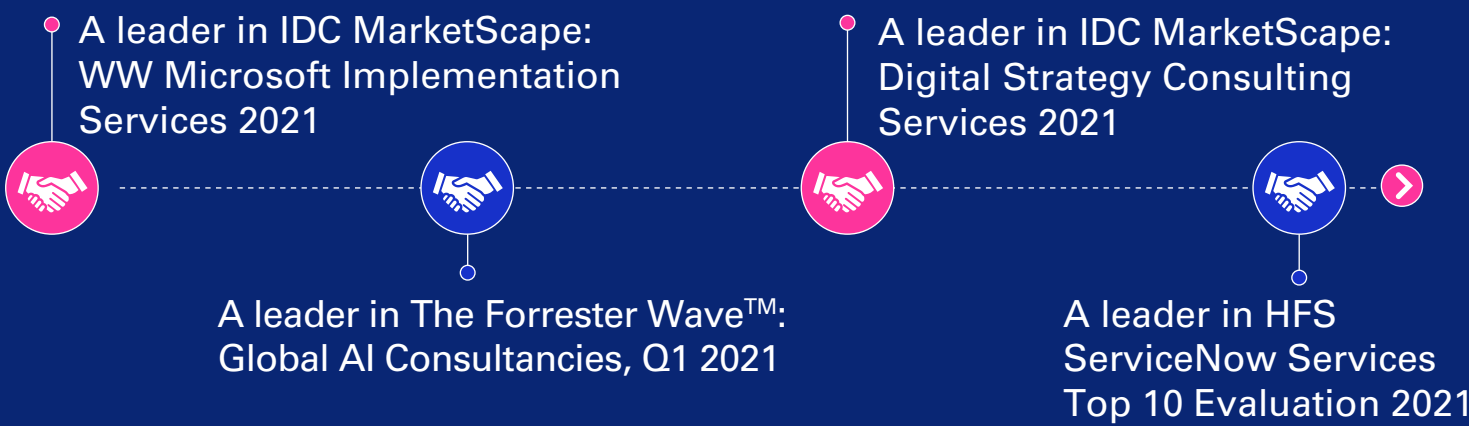 A leader in IDC MarketScape:
WW Microsoft Implementation
Services 2021
A leader in The Forrester Wave™:
Global AI Consultancies, Q1 2021
A leader in IDC MarketScape:
Digital Strategy Consulting
Services 2021
A leader in HFS
ServiceNow Services
Top 10 Evaluation 2021